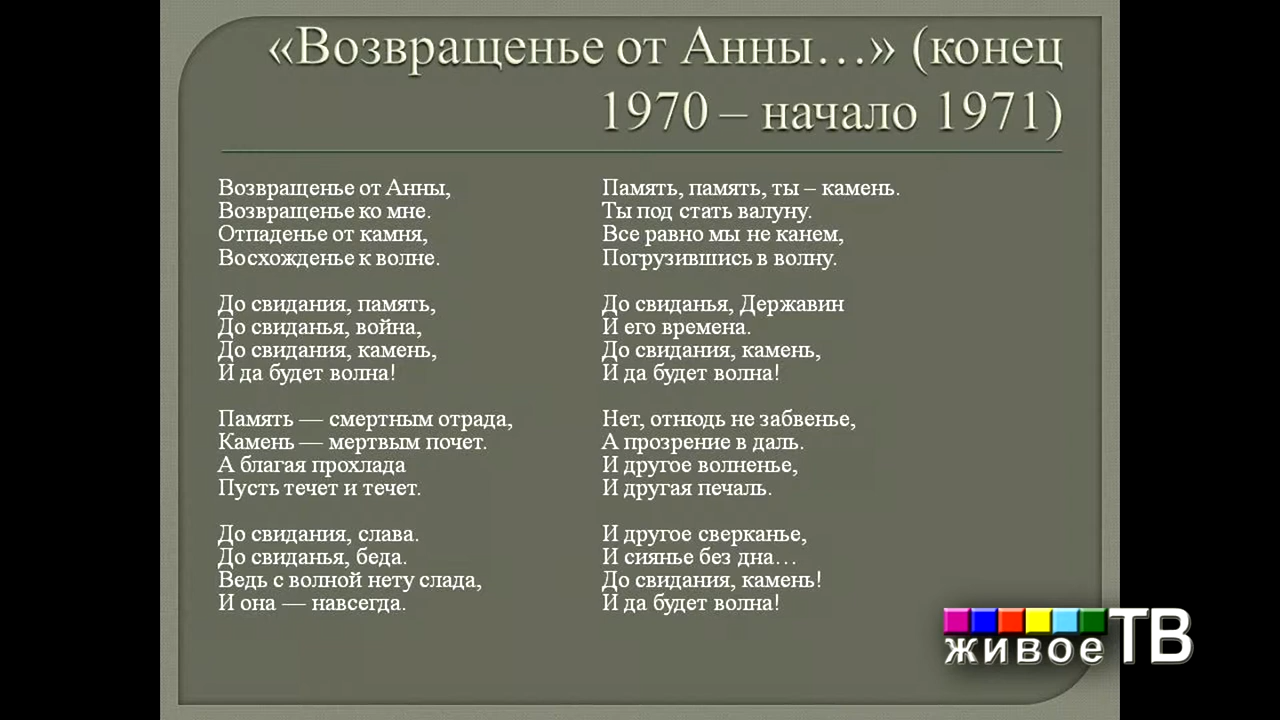 «Возвращенье от Анны…» (конец
1970 – начало 1971)
Возвращенье от Анны,
Возвращенье ко мне.
Отпаденье от камня,
Восхожденье к волне.
До свидания, память,
До свиданья, война,
До свидания, камень,
И да будет волна!
Память — смертным отрада,
Камень — мертвым почет.
А благая прохлада
Пусть течет и течет.
До свидания, слава.
До свиданья, беда.
Ведь с волной нету слада,
И она — навсегда.
Память, память, ты – камень.
Ты под стать валуну.
Все равно мы не канем,
Погрузившись в волну.
До свиданья, Державин
И его времена.
До свидания, камень,
И да будет волна!
Нет, отнюдь не забвенье,
А прозрение в даль.
И другое волненье,
И другая печаль.
И другое сверканье,
И сиянье без дна…
До свидания, камень!
И да будет волна!
живое ТВ